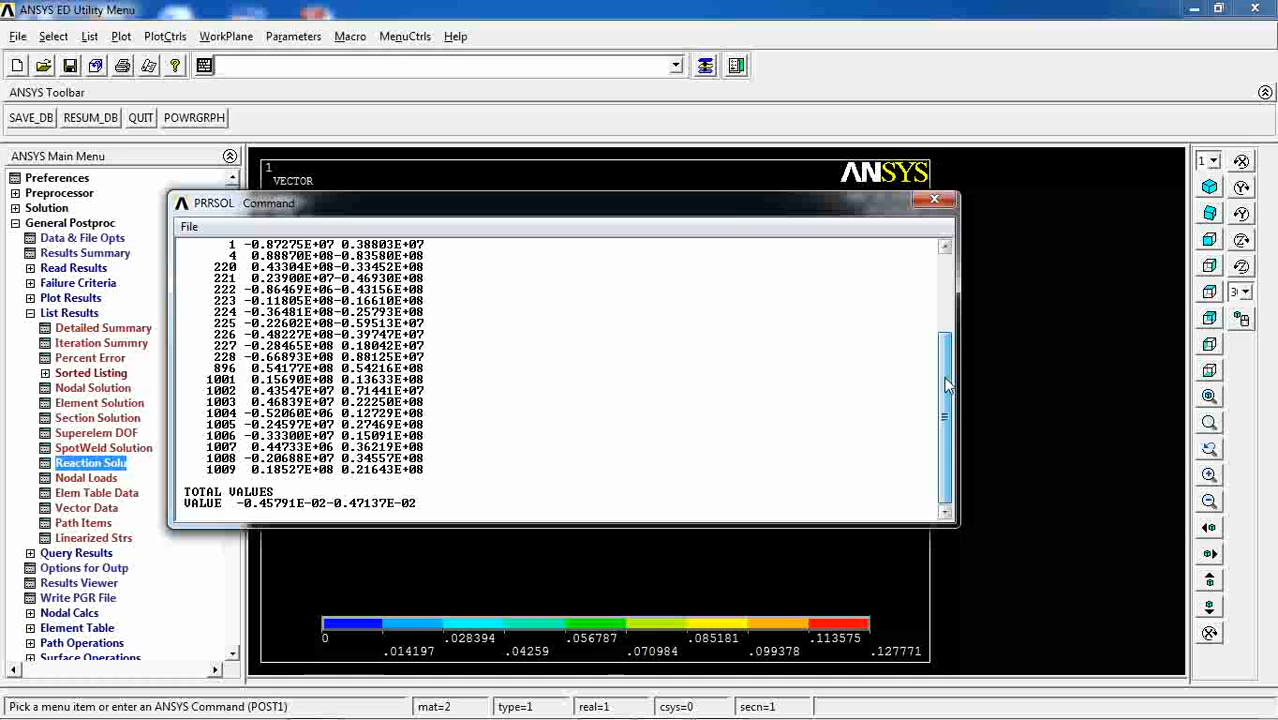 ANSYS ED Utility Menu
File Select List Plot PlotCtrls WorkPlane Parameters Macro MenuCtrls Help
ANSYS Toolbar
SAVE_DB RESUM_DB QUIT POWRGRPH
ANSYS Main Menu
Preferences
Preprocessor
Solution
General Postproc
Data & File Opts
Results Summary
Read Results
Failure Criteria
Plot Results
List Results
Detailed Summary
Iteration Summry
Percent Error
Sorted Listing
Nodal Solution
Element Solution
Section Solution
Superelem DOF
SpotWeld Solution
Reaction Solu
Nodal Loads
Elem Table Data
Vector Data
Path Items
Linearized Strs
Query Results
Options for Outp
Results Viewer
Write PGR File
Nodal Calcs
Element Table
Path Operations
Surface Operations
1
VECTOR
ANSYS
PRRSOL Command
File
1 -0.87275E+07 0.38803E+07
4 0.88870E+08-0.83580E+08
220 0.43304E+08-0.33452E+08
221 0.23900E+07-0.46930E+08
222 -0.86469E+06-0.43156E+08
223 -0.11805E+08-0.16610E+08
224 -0.36481E+08-0.25793E+08
225 -0.22602E+08-0.59513E+07
226 -0.48227E+08-0.39747E+07
227 -0.28465E+08 0.18042E+07
228 -0.66893E+08 0.88125E+07
896 0.54177E+08 0.54216E+08
1001 0.15690E+08 0.13633E+08
1002 0.43547E+07 0.71441E+07
1003 0.46839E+07 0.22250E+08
1004 -0.52060E+06 0.12729E+08
1005 -0.24597E+07 0.27469E+08
1006 -0.33300E+07 0.15091E+08
1007 0.44733E+06 0.36219E+08
1008 -0.20687E+07 0.34557E+08
1009 0.18527E+08 0.21643E+08
TOTAL VALUES
VALUE -0.45791E-02-0.47137E-02
0 .028394 .056787 .085181 .113575
.014197 .04259 .070984 .099378 .127771
1
Pick a menu item or enter an ANSYS Command (POST1) mat=2 type=1 real=1 csys=0 secn=1